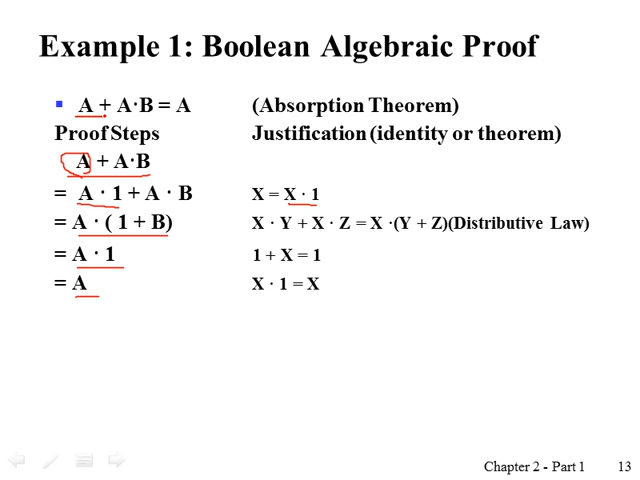 Example 1: Boolean Algebraic Proof
A + A·B = A (Absorption Theorem)
Proof Steps Justification (identity or theorem)
A + A·B
= A · 1 + A · B X = X · 1
= A · ( 1 + B) X · Y + X · Z = X ·(Y + Z)(Distributive Law)
= A · 1 1 + X = 1
= A X · 1 = X
Chapter 2 - Part 1 13